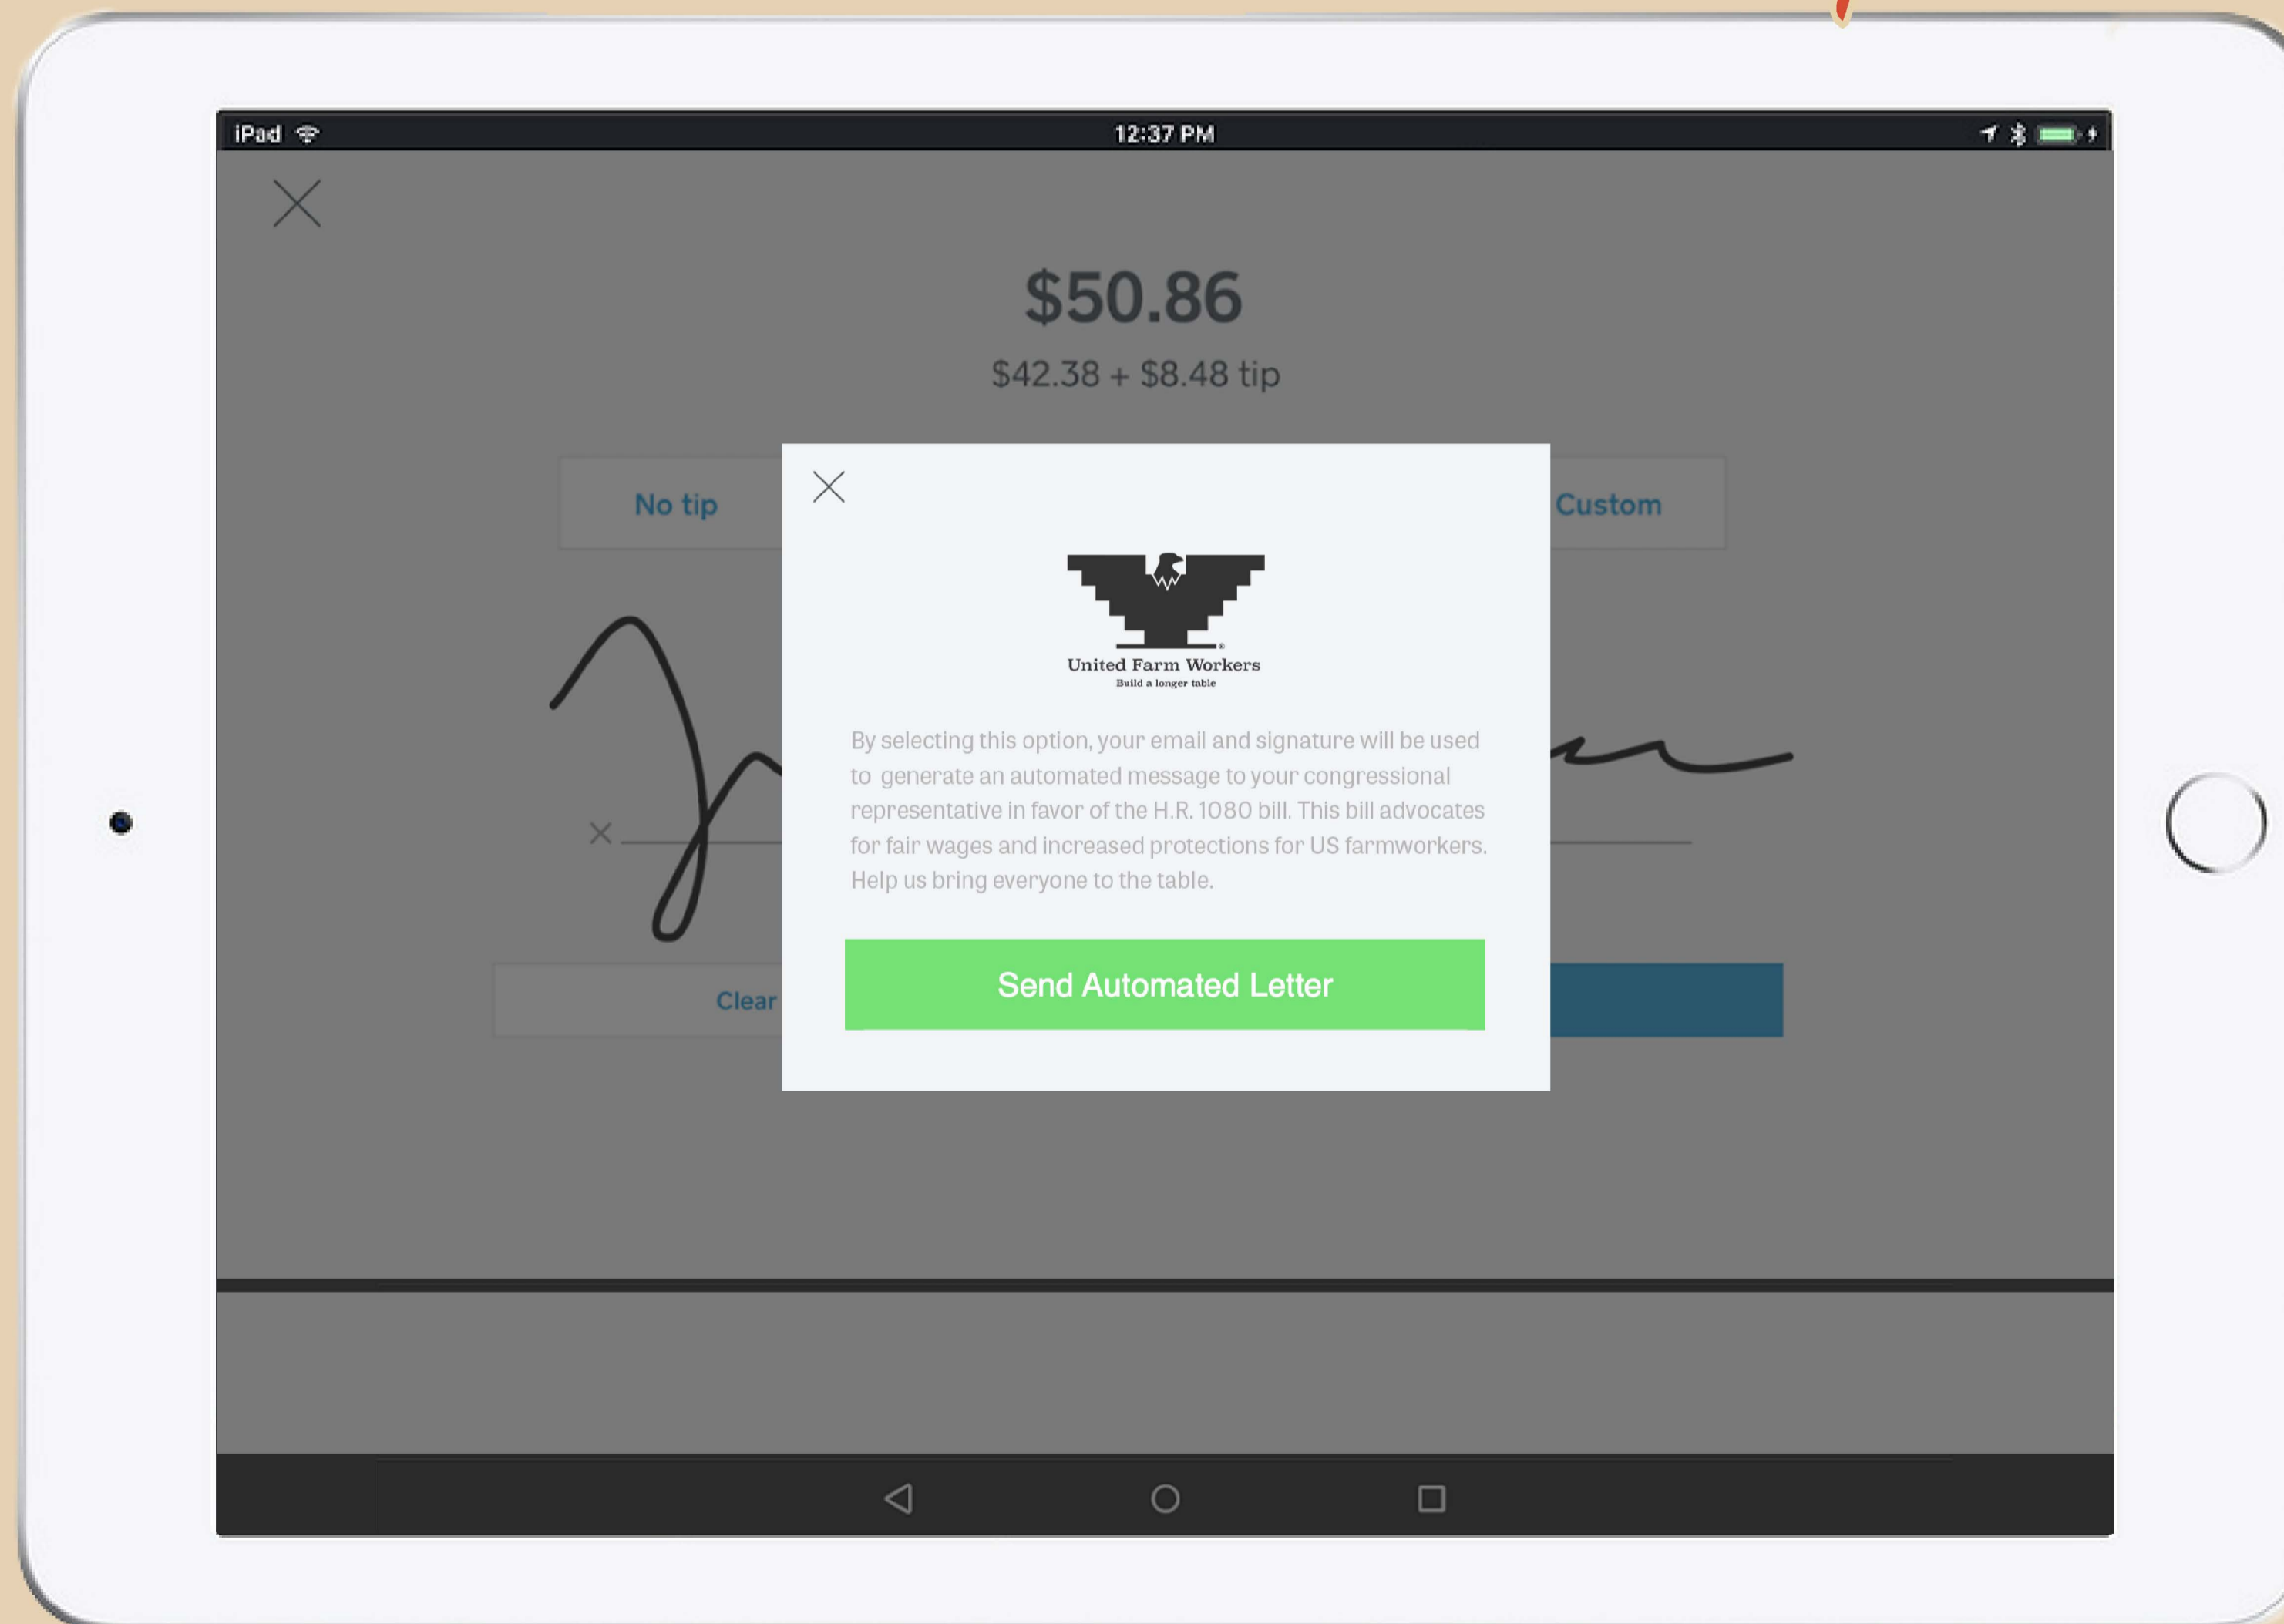 iPad
12:37 PM
$50.86
$42.38 + $8.48 tip
No tip
Custom
United Farm Workers
Build a longer table
By selecting this option, your email and signature will be used
to generate an automated message to your congressional
representative in favor of the H.R. 1080 bill. This bill advocates
for fair wages and increased protections for US farmworkers.
Help us bring everyone to the table.
Clear
Send Automated Letter